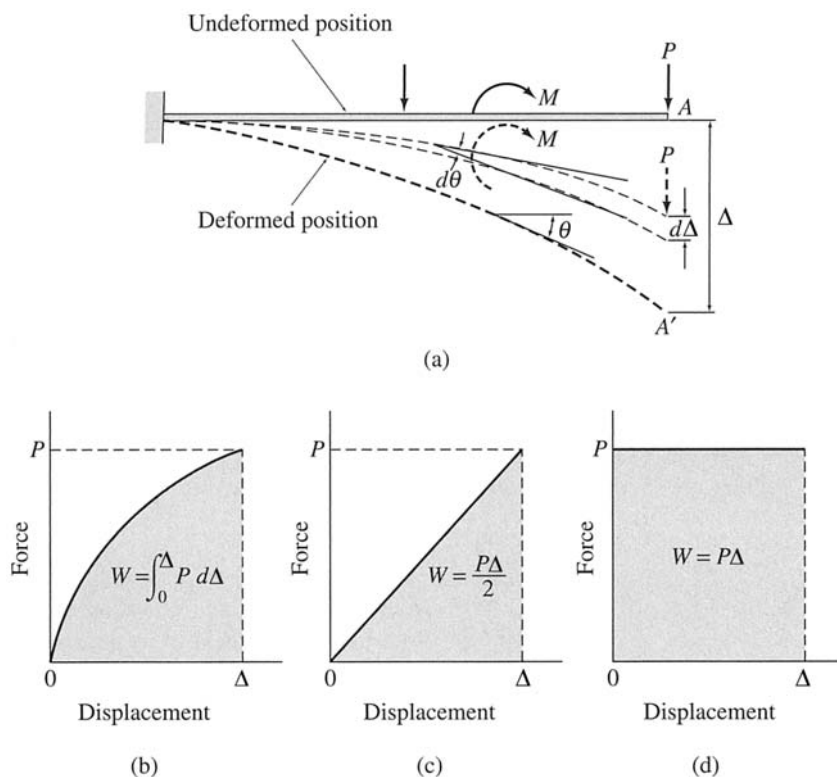 Undeformed position
P
M
A
M
P
dθ
dΔ
Δ
Deformed position
θ
A′
(a)
P
Force
W = ∫₀^Δ P dΔ
0
Δ
Displacement
(b)
P
Force
W = PΔ/2
0
Δ
Displacement
(c)
P
Force
W = PΔ
0
Δ
Displacement
(d)